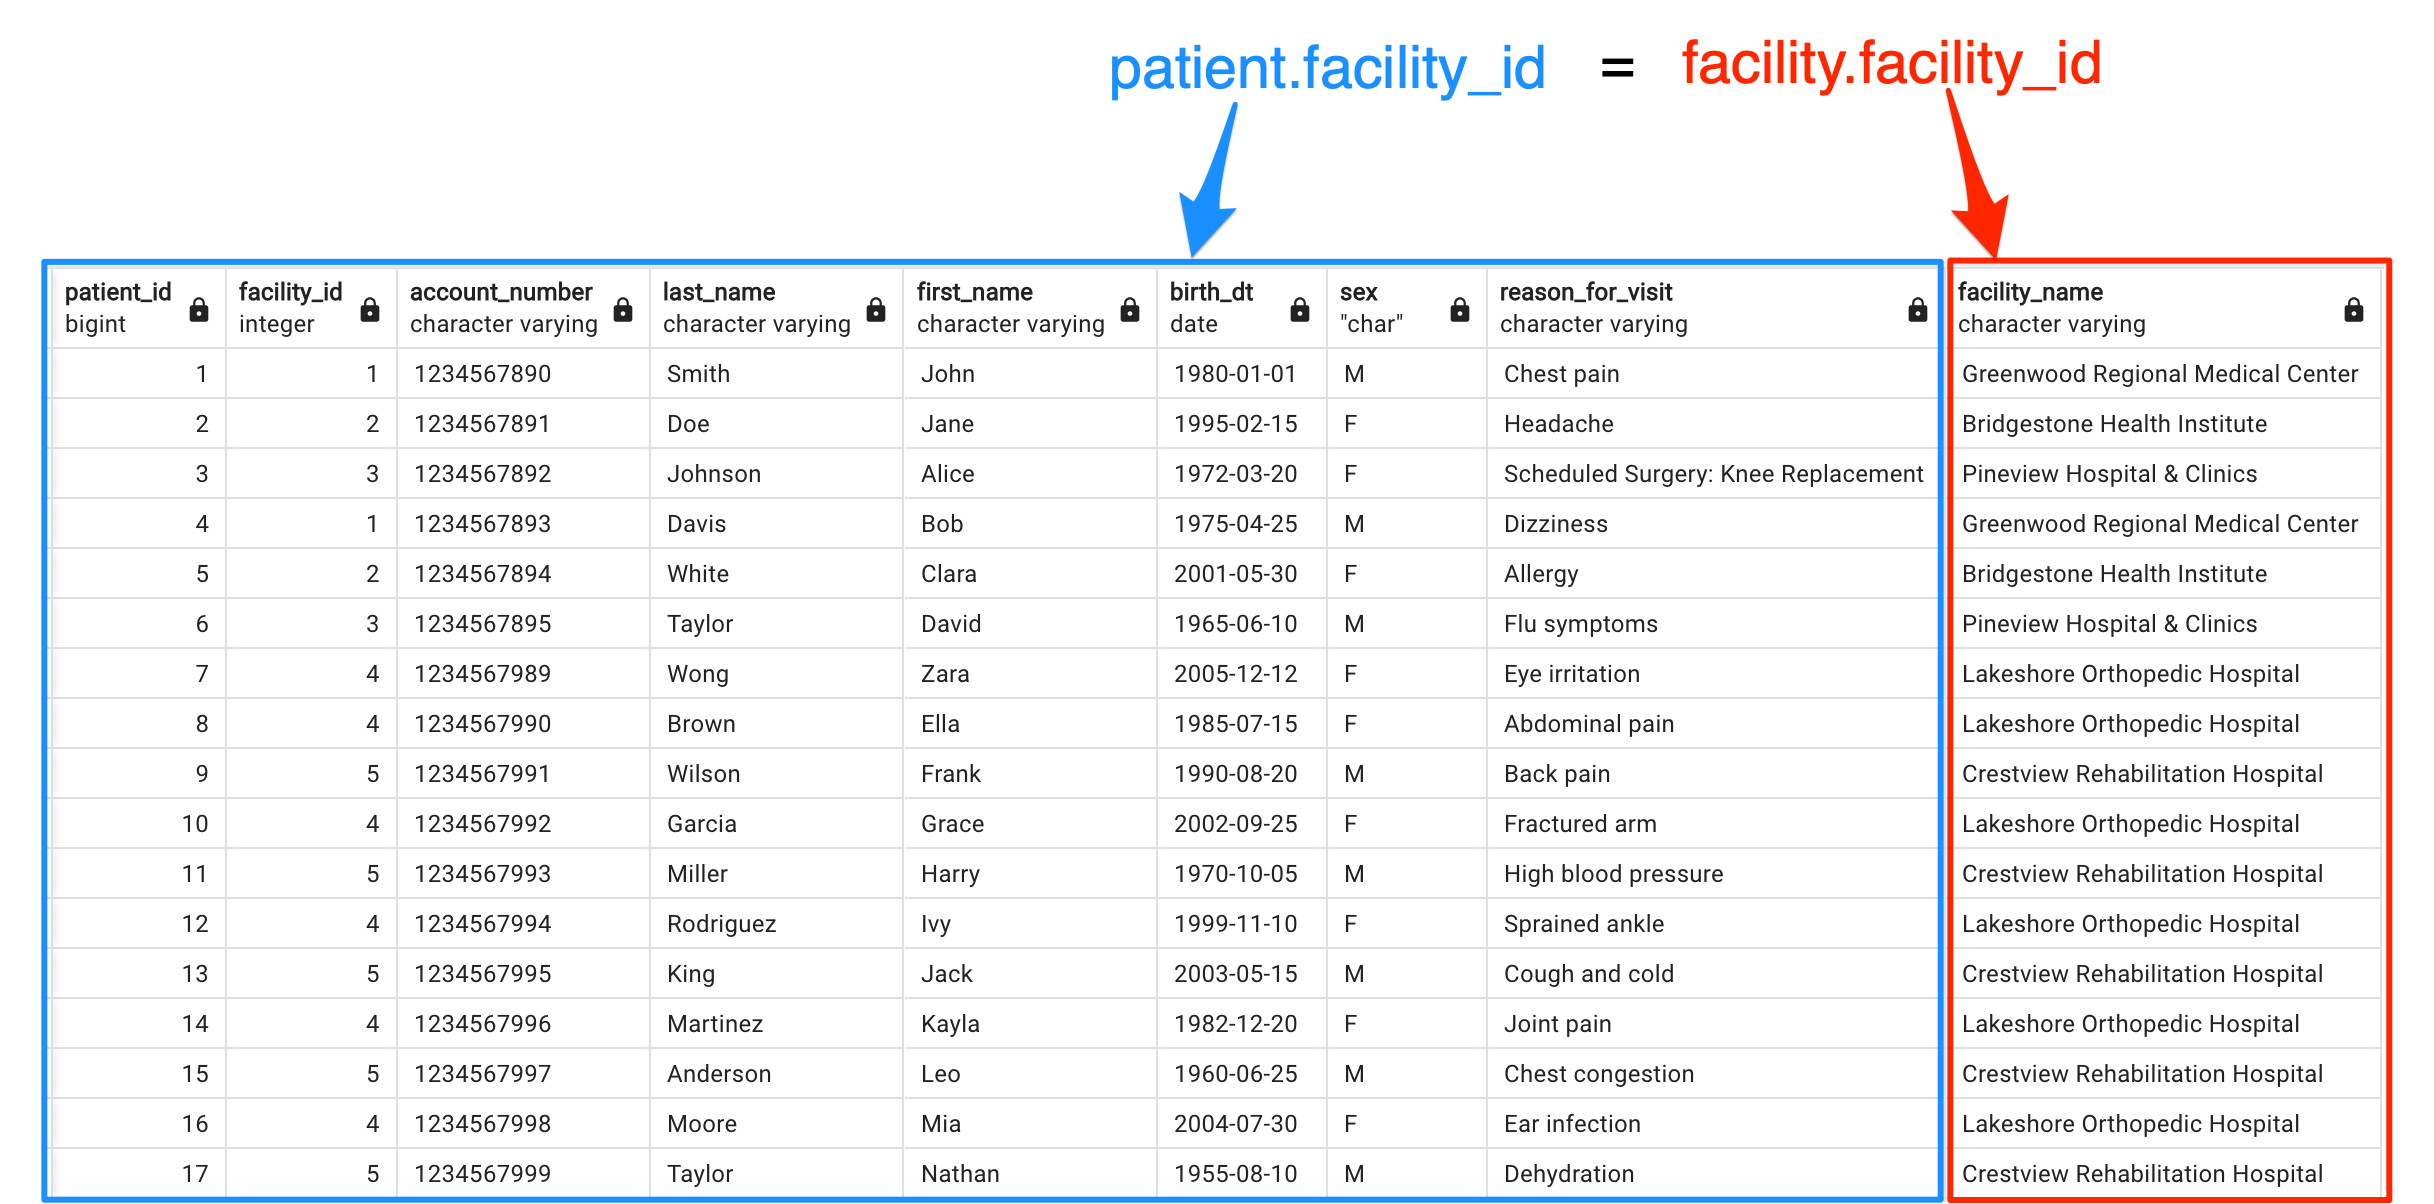 patient.facility_id = facility.facility_id
patient_id facility_id account_number last_name first_name birth_dt sex reason_for_visit facility_name
bigint integer character varying character varying character varying date "char" character varying character varying
1 1 1234567890 Smith John 1980-01-01 M Chest pain Greenwood Regional Medical Center
2 2 1234567891 Doe Jane 1995-02-15 F Headache Bridgestone Health Institute
3 3 1234567892 Johnson Alice 1972-03-20 F Scheduled Surgery: Knee Replacement Pineview Hospital & Clinics
4 1 1234567893 Davis Bob 1975-04-25 M Dizziness Greenwood Regional Medical Center
5 2 1234567894 White Clara 2001-05-30 F Allergy Bridgestone Health Institute
6 3 1234567895 Taylor David 1965-06-10 M Flu symptoms Pineview Hospital & Clinics
7 4 1234567989 Wong Zara 2005-12-12 F Eye irritation Lakeshore Orthopedic Hospital
8 4 1234567990 Brown Ella 1985-07-15 F Abdominal pain Lakeshore Orthopedic Hospital
9 5 1234567991 Wilson Frank 1990-08-20 M Back pain Crestview Rehabilitation Hospital
10 4 1234567992 Garcia Grace 2002-09-25 F Fractured arm Lakeshore Orthopedic Hospital
11 5 1234567993 Miller Harry 1970-10-05 M High blood pressure Crestview Rehabilitation Hospital
12 4 1234567994 Rodriguez Ivy 1999-11-10 F Sprained ankle Lakeshore Orthopedic Hospital
13 5 1234567995 King Jack 2003-05-15 M Cough and cold Crestview Rehabilitation Hospital
14 4 1234567996 Martinez Kayla 1982-12-20 F Joint pain Lakeshore Orthopedic Hospital
15 5 1234567997 Anderson Leo 1960-06-25 M Chest congestion Crestview Rehabilitation Hospital
16 4 1234567998 Moore Mia 2004-07-30 F Ear infection Lakeshore Orthopedic Hospital
17 5 1234567999 Taylor Nathan 1955-08-10 M Dehydration Crestview Rehabilitation Hospital